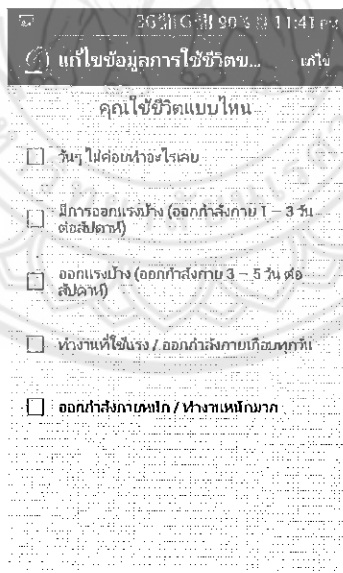 3G G 90% 11:41 PM
แก้ไขข้อมูลการใช้ชีวิตข... แก้ไข
คุณใช้ชีวิตแบบไหน
วันๆ ไม่ค่อยทำอะไรเลย
มีการออกแรงบ้าง (ออกกำลังกาย 1 – 3 วัน
ต่อสัปดาห์)
ออกแรงบ้าง (ออกกำลังกาย 3 – 5 วัน ต่อ
สัปดาห์)
ทำงานที่ใช้แรง / ออกกำลังกายเกือบทุกวัน
ออกกำลังกายหนัก / ทำงานหนักมาก